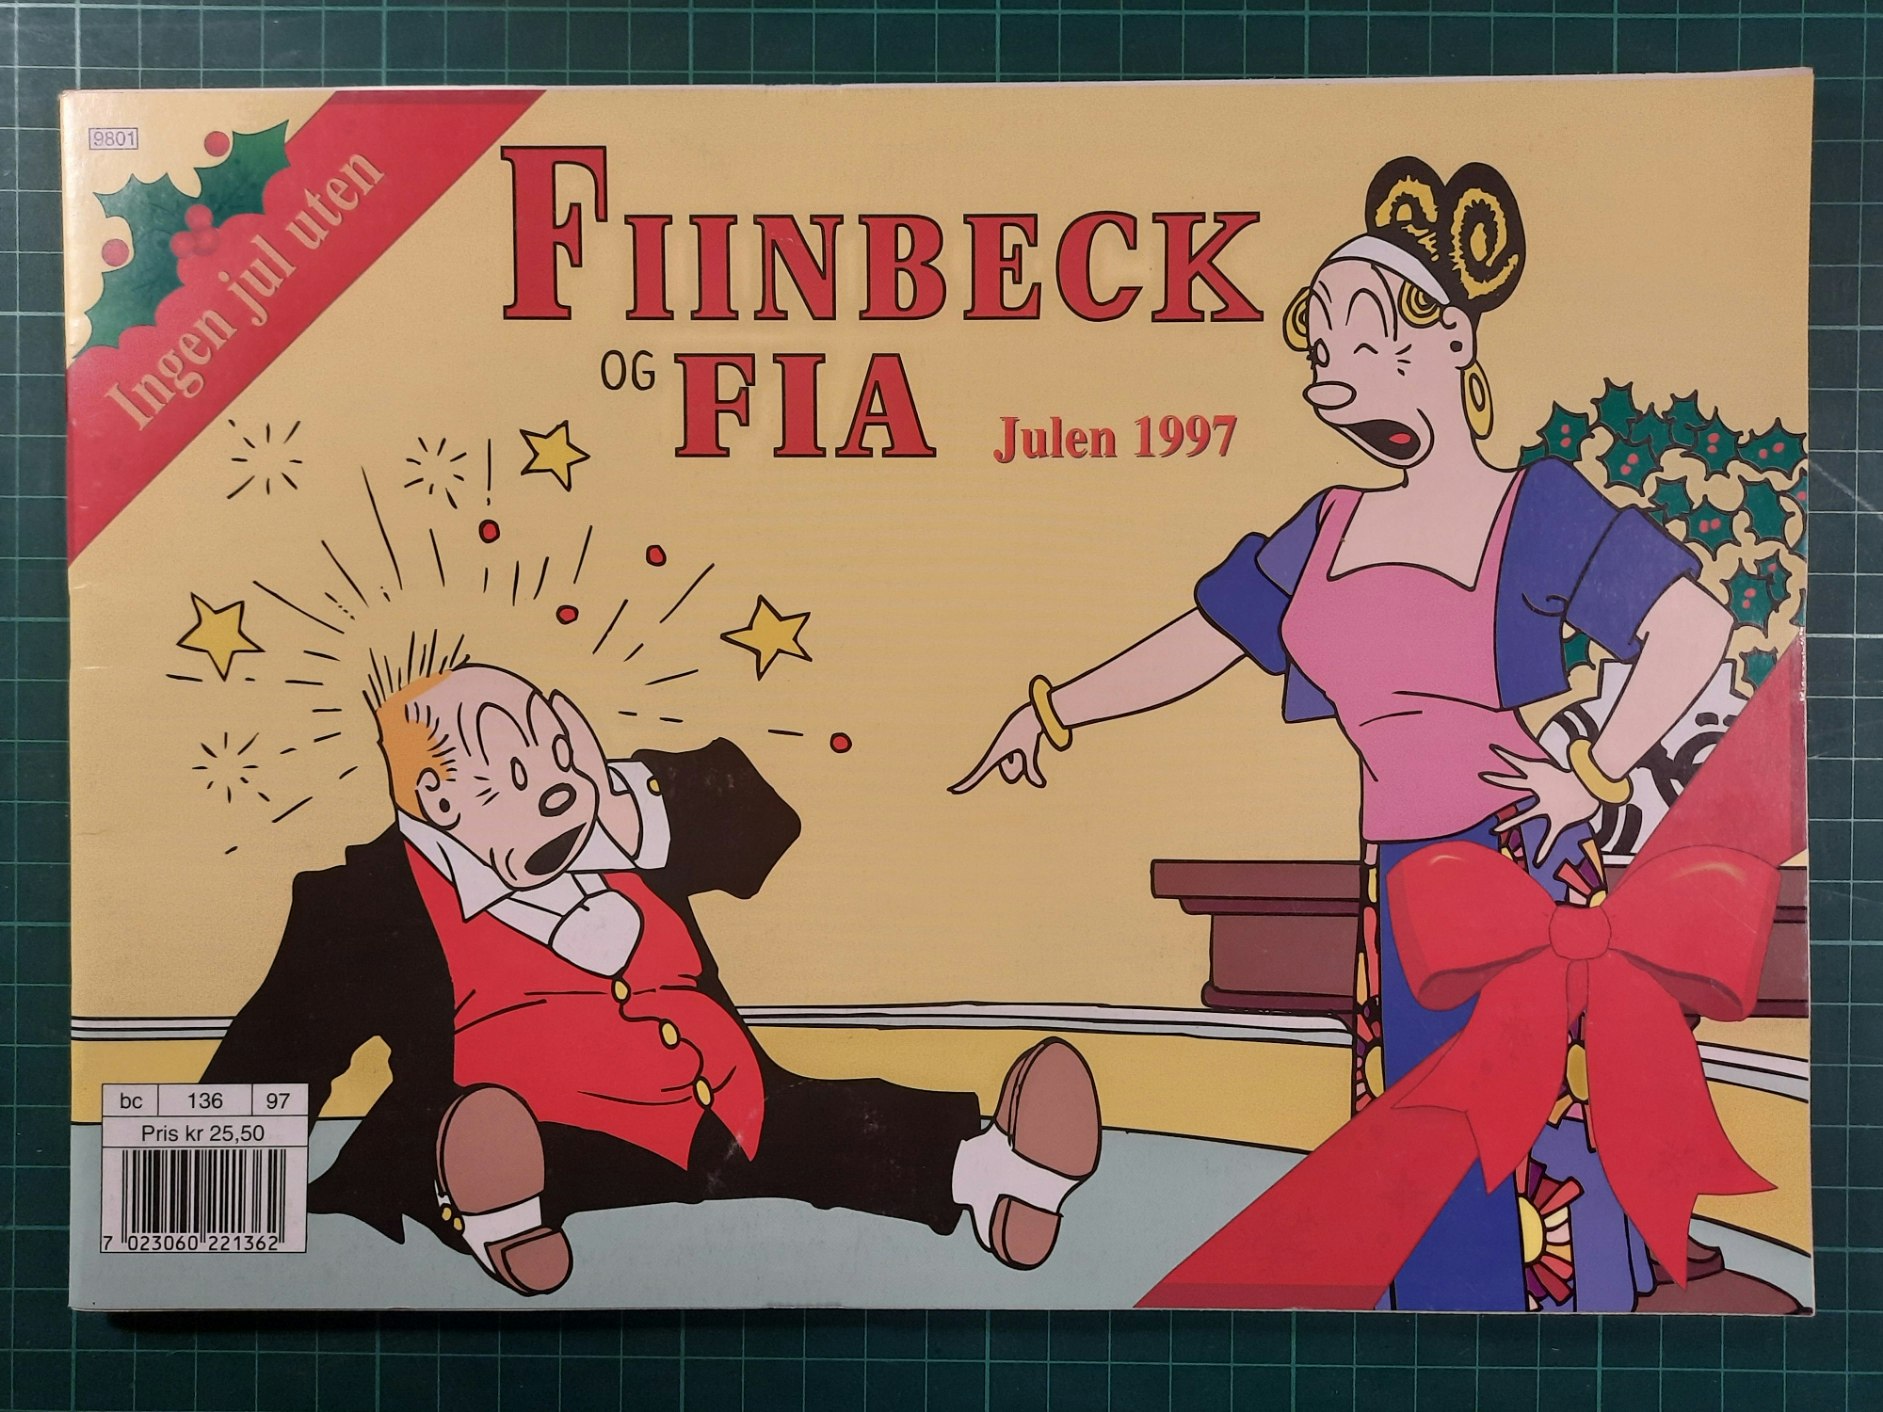 9801
Ingen jul uten
FIINBECK
OG FIA
Julen 1997
bc 136 97
Pris kr 25,50
7 023060 221362